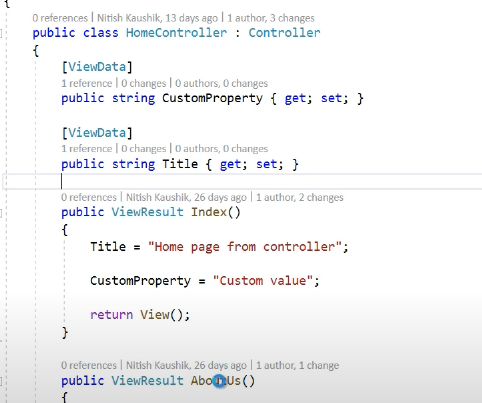 {
0 references | Nitish Kaushik, 13 days ago | 1 author, 3 changes
public class HomeController : Controller
{
[ViewData]
1 reference | 0 changes | 0 authors, 0 changes
public string CustomProperty { get; set; }
[ViewData]
1 reference | 0 changes | 0 authors, 0 changes
public string Title { get; set; }
0 references | Nitish Kaushik, 26 days ago | 1 author, 2 changes
public ViewResult Index()
{
Title = "Home page from controller";
CustomProperty = "Custom value";
return View();
}
0 references | Nitish Kaushik, 26 days ago | 1 author, 1 change
public ViewResult AboutUs()
{